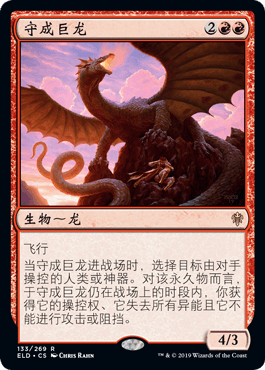 守成巨龙 2
生物～龙
飞行
当守成巨龙进战场时，选择目标由对手
操控的人类或神器。对该永久物而言，
于守成巨龙仍在战场上的时段内，你获
得它的操控权、它失去所有异能且它不
能进行攻击或阻挡。
4/3
133/269 R
ELD • CS CHRIS RAHN
™ & © 2019 Wizards of the Coast